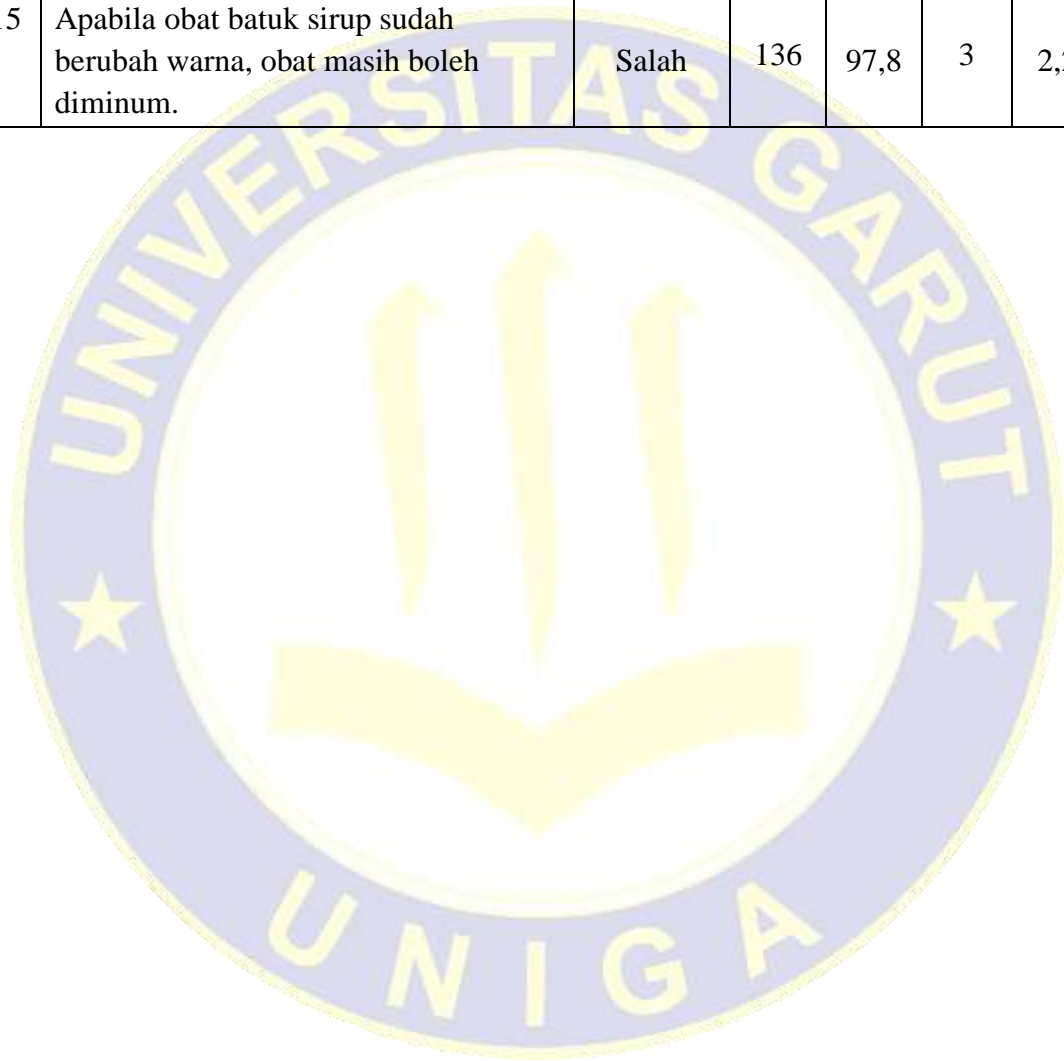 15 Apabila obat batuk sirup sudah
berubah warna, obat masih boleh
diminum.
Salah 136 97,8 3
UNIVERSITAS GARUT
UNIGA